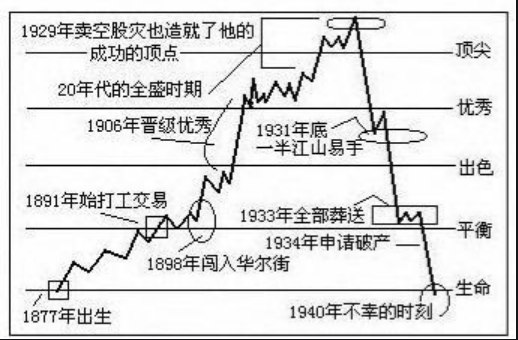 1929年卖空股灾也造就了他的
成功的顶点
顶尖
20年代的全盛时期
优秀
1906年晋级优秀
1931年底
一半江山易手
出色
1891年始打工交易
1933年全部葬送
平衡
1934年申请破产
1898年闯入华尔街
生命
1877年出生
1940年不幸的时刻